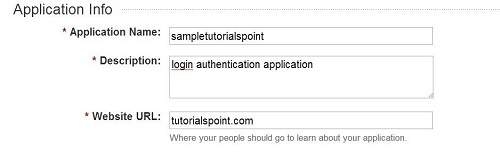 Application Info
* Application Name: sampletutorialspoint
* Description: login authentication application
* Website URL: tutorialspoint.com
Where your people should go to learn about your application.